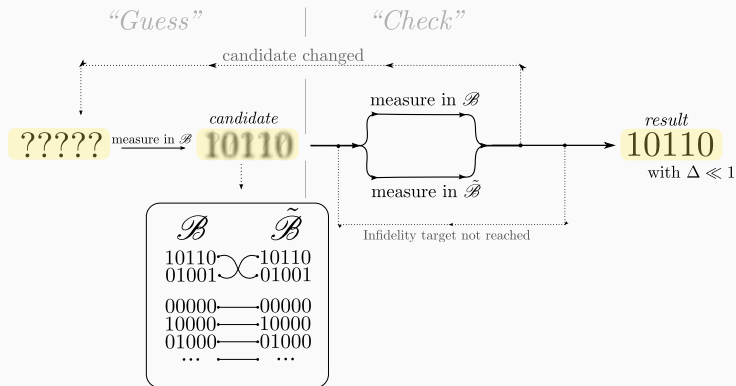 “Guess”
“Check”
candidate changed
?????
measure in ℬ
candidate
10110
measure in ℬ
measure in ℬ̃
result
10110
with Δ ≪ 1
Infidelity target not reached
ℬ ℬ̃
10110 10110
01001 01001
00000 00000
10000 10000
01000 01000
... ...